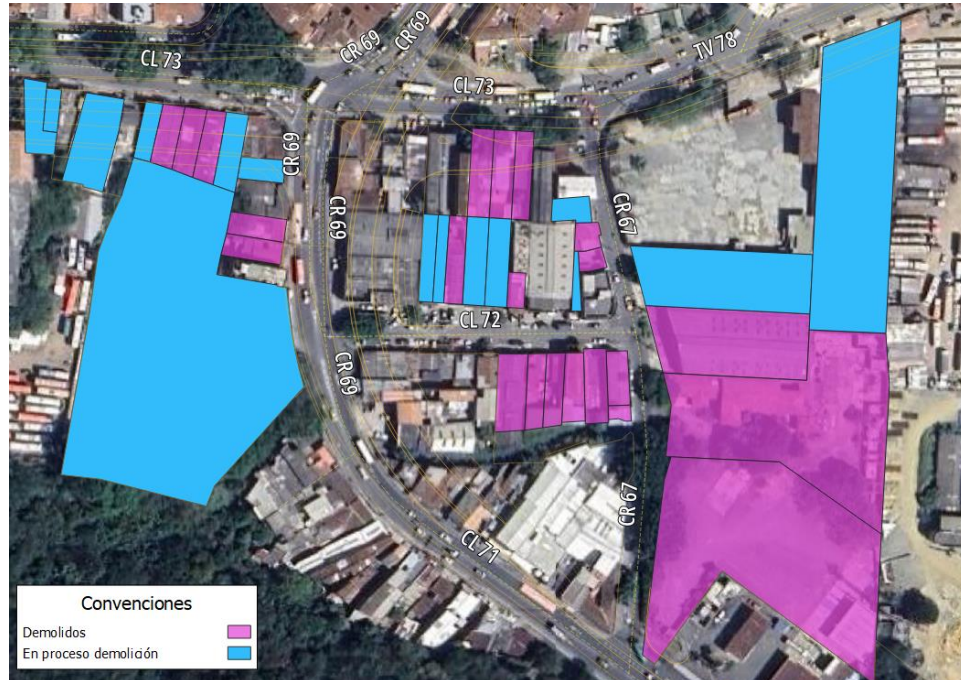 CR 69
CR 69
CL 73
TV 78
CL 73
CR 69
CR 69
CR 67
CL 72
CR 69
CR 67
CL 71
Convenciones
Demolidos
En proceso demolición